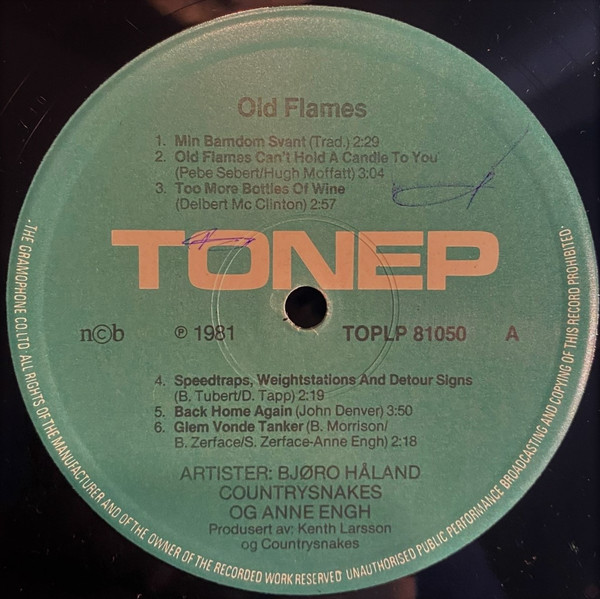 Old Flames
1. Min Barndom Svant (Trad.) 2:29
2. Old Flames Can't Hold A Candle To You
(Pebe Sebert/Hugh Moffatt) 3:04
3. Too More Bottles Of Wine
(Delbert Mc Clinton) 2:57
TONEP
n©b ℗ 1981 TOPLP 81050 A
4. Speedtraps, Weightstations And Detour Signs
(B. Tubert/D. Tapp) 2:19
5. Back Home Again (John Denver) 3:50
6. Glem Vonde Tanker (B. Morrison/
B. Zerface/S. Zerface-Anne Engh) 2:18
ARTISTER: BJØRO HÅLAND
COUNTRYSNAKES
OG ANNE ENGH
Produsert av: Kenth Larsson
og Countrysnakes
·THE GRAMOPHONE CO.LTD· ALL RIGHTS OF THE MANUFACTURER AND OF THE OWNER OF THE RECORDED WORK RESERVED UNAUTHORISED PUBLIC PERFORMANCE BROADCASTING AND COPYING OF THIS RECORD PROHIBITED·